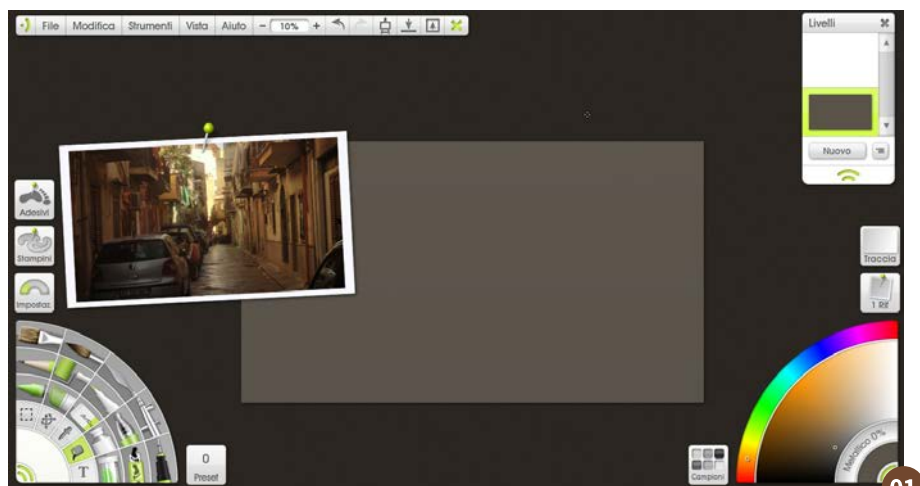 File Modifica Strumenti Vista Aiuto – 10% +
Livelli
Nuovo
Adesivi
Stampini
Impostaz.
Traccia
1 Rif
T
0
Preset
Campioni
Metallico 0%
01